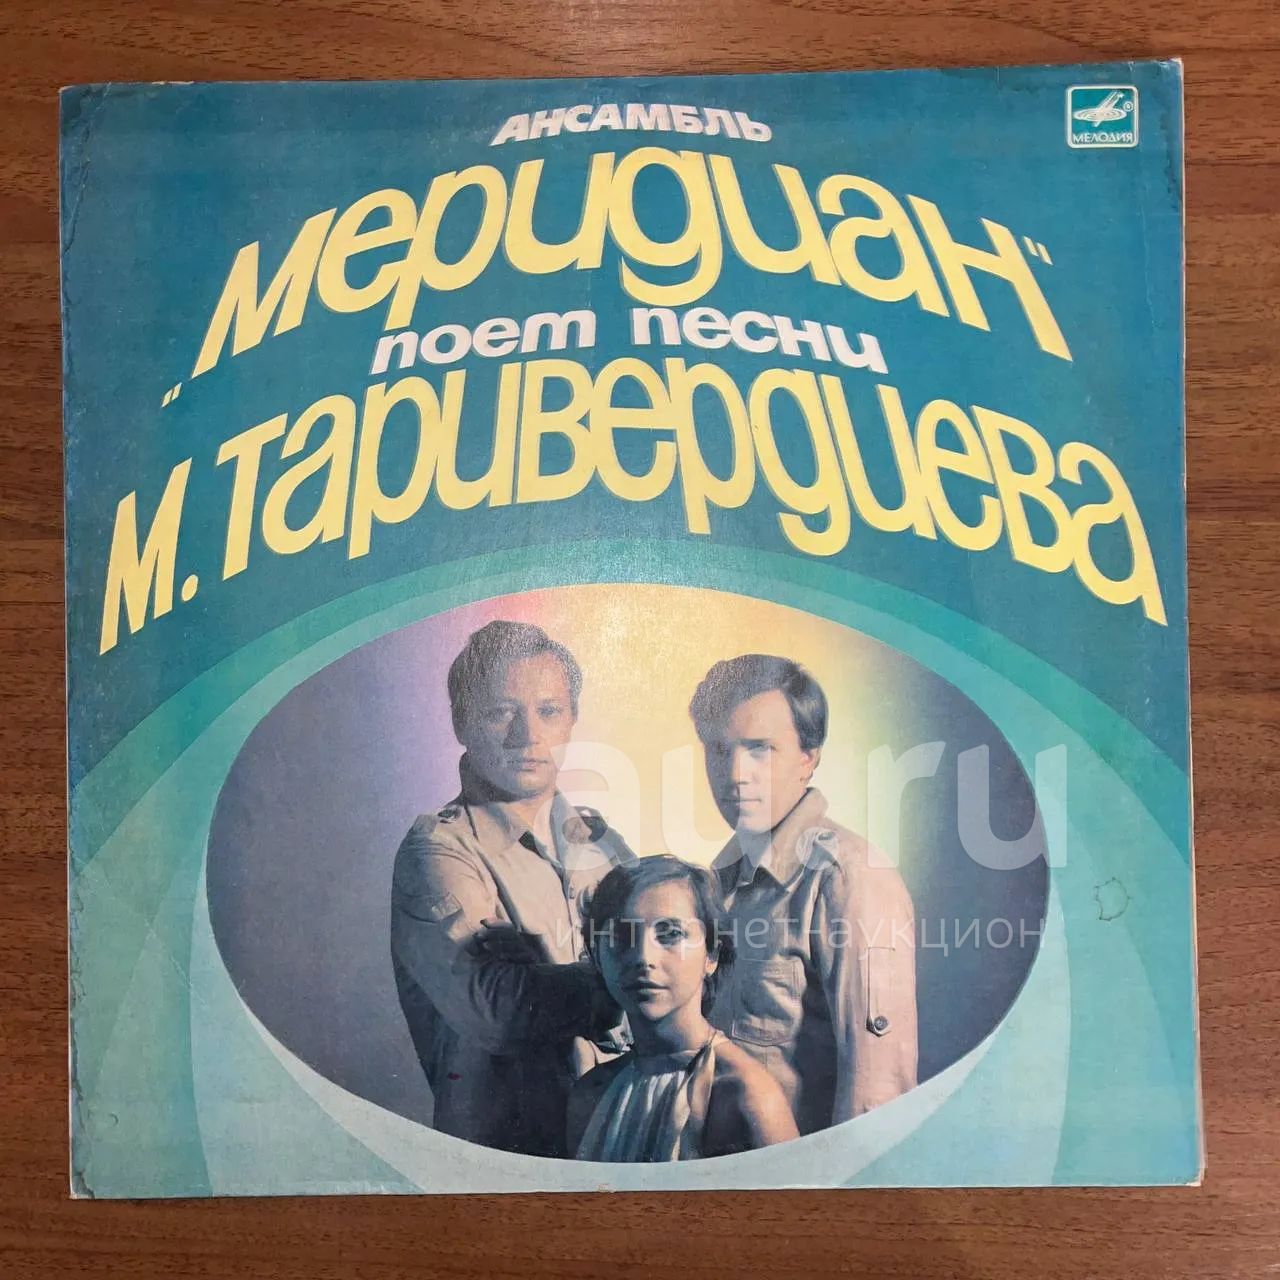 АНСАМБЛЬ
МЕЛОДИЯ
"Меридиан"
поет песни
М. Таривердиева
au.ru
интернет-аукцион